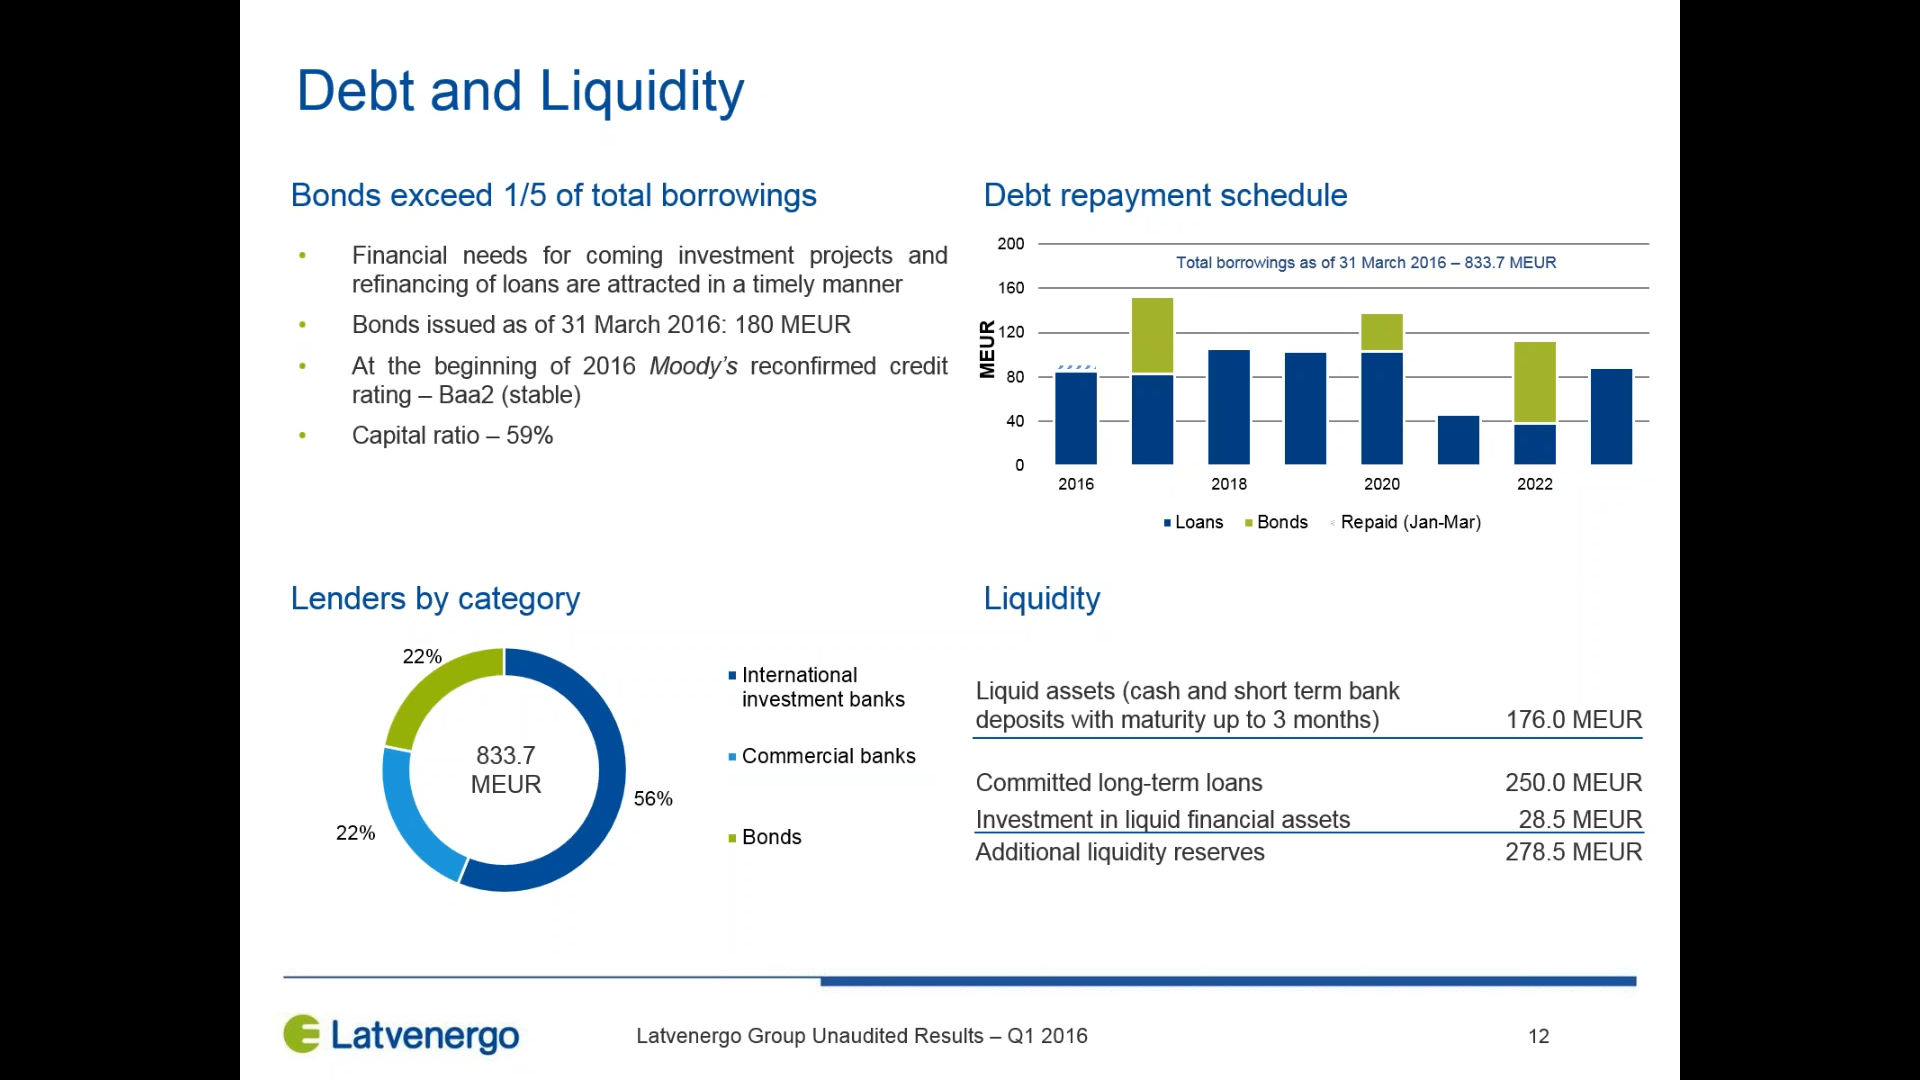 Debt and Liquidity
Bonds exceed 1/5 of total borrowings
• Financial needs for coming investment projects and
refinancing of loans are attracted in a timely manner
• Bonds issued as of 31 March 2016: 180 MEUR
• At the beginning of 2016 Moody’s reconfirmed credit
rating – Baa2 (stable)
• Capital ratio – 59%
Debt repayment schedule
Total borrowings as of 31 March 2016 – 833.7 MEUR
MEUR
200
160
120
80
40
0
2016 2018 2020 2022
Loans Bonds Repaid (Jan-Mar)
Lenders by category
22%
22%
56%
833.7
MEUR
International
investment banks
Commercial banks
Bonds
Liquidity
Liquid assets (cash and short term bank
deposits with maturity up to 3 months) 176.0 MEUR
Committed long-term loans 250.0 MEUR
Investment in liquid financial assets 28.5 MEUR
Additional liquidity reserves 278.5 MEUR
Latvenergo
Latvenergo Group Unaudited Results – Q1 2016
12